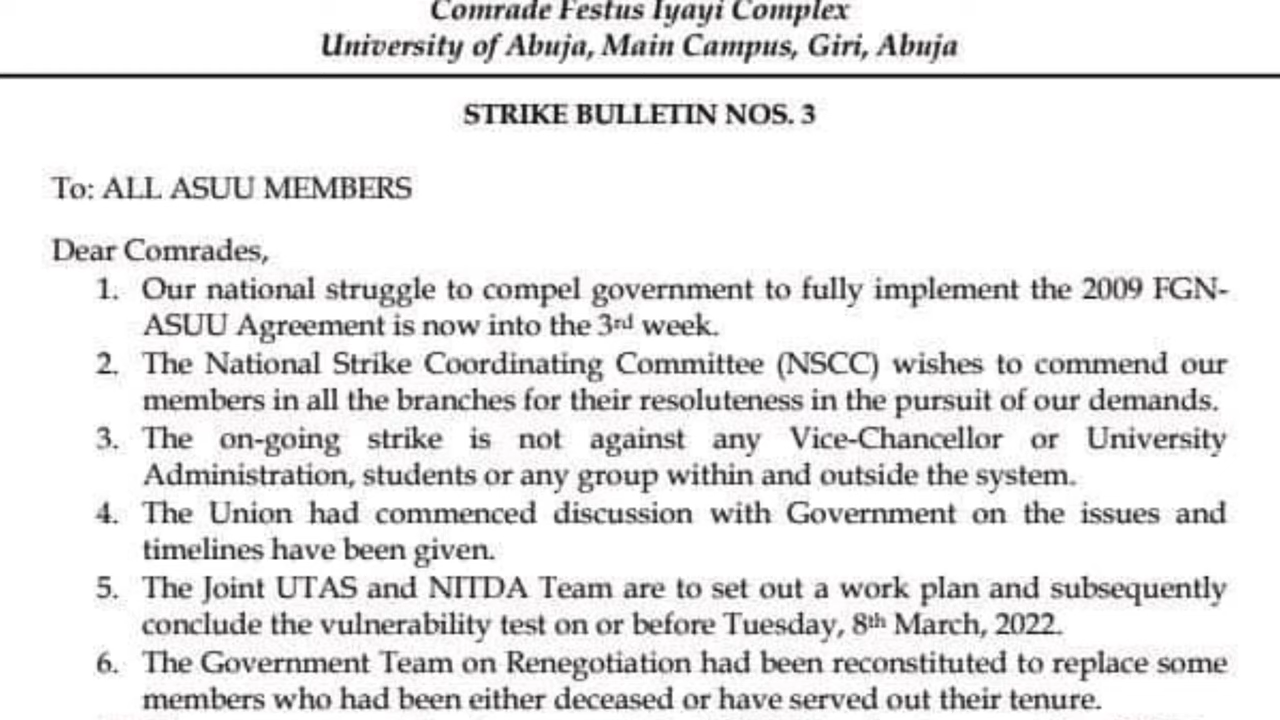 Comrade Festus Iyayi Complex
University of Abuja, Main Campus, Giri, Abuja
STRIKE BULLETIN NOS. 3
To: ALL ASUU MEMBERS
Dear Comrades,
1. Our national struggle to compel government to fully implement the 2009 FGN-
ASUU Agreement is now into the 3rd week.
2. The National Strike Coordinating Committee (NSCC) wishes to commend our
members in all the branches for their resoluteness in the pursuit of our demands.
3. The on-going strike is not against any Vice-Chancellor or University
Administration, students or any group within and outside the system.
4. The Union had commenced discussion with Government on the issues and
timelines have been given.
5. The Joint UTAS and NITDA Team are to set out a work plan and subsequently
conclude the vulnerability test on or before Tuesday, 8th March, 2022.
6. The Government Team on Renegotiation had been reconstituted to replace some
members who had been either deceased or have served out their tenure.